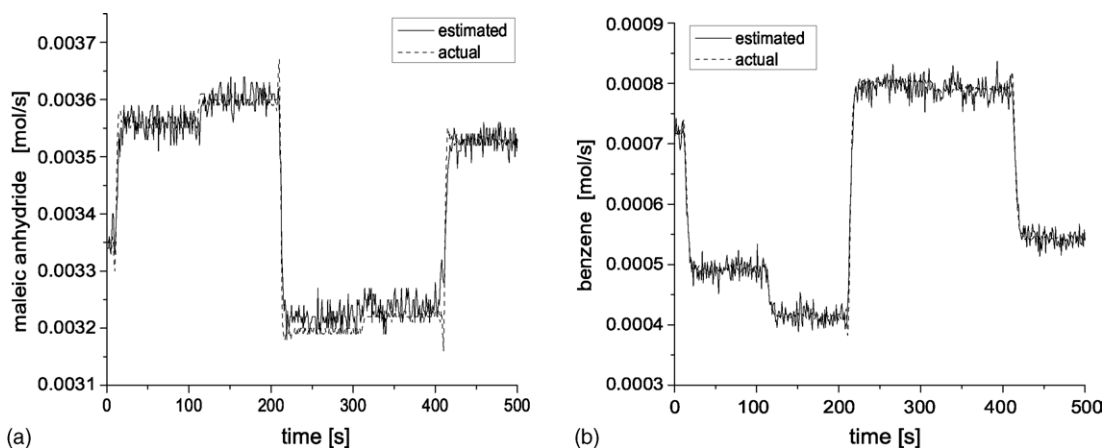 0.0037
0.0036
0.0035
0.0034
0.0033
0.0032
0.0031
maleic anhydride [mol/s]
estimated
actual
0 100 200 300 400 500
time [s]
(a)
0.0009
0.0008
0.0007
0.0006
0.0005
0.0004
0.0003
benzene [mol/s]
estimated
actual
0 100 200 300 400 500
time [s]
(b)